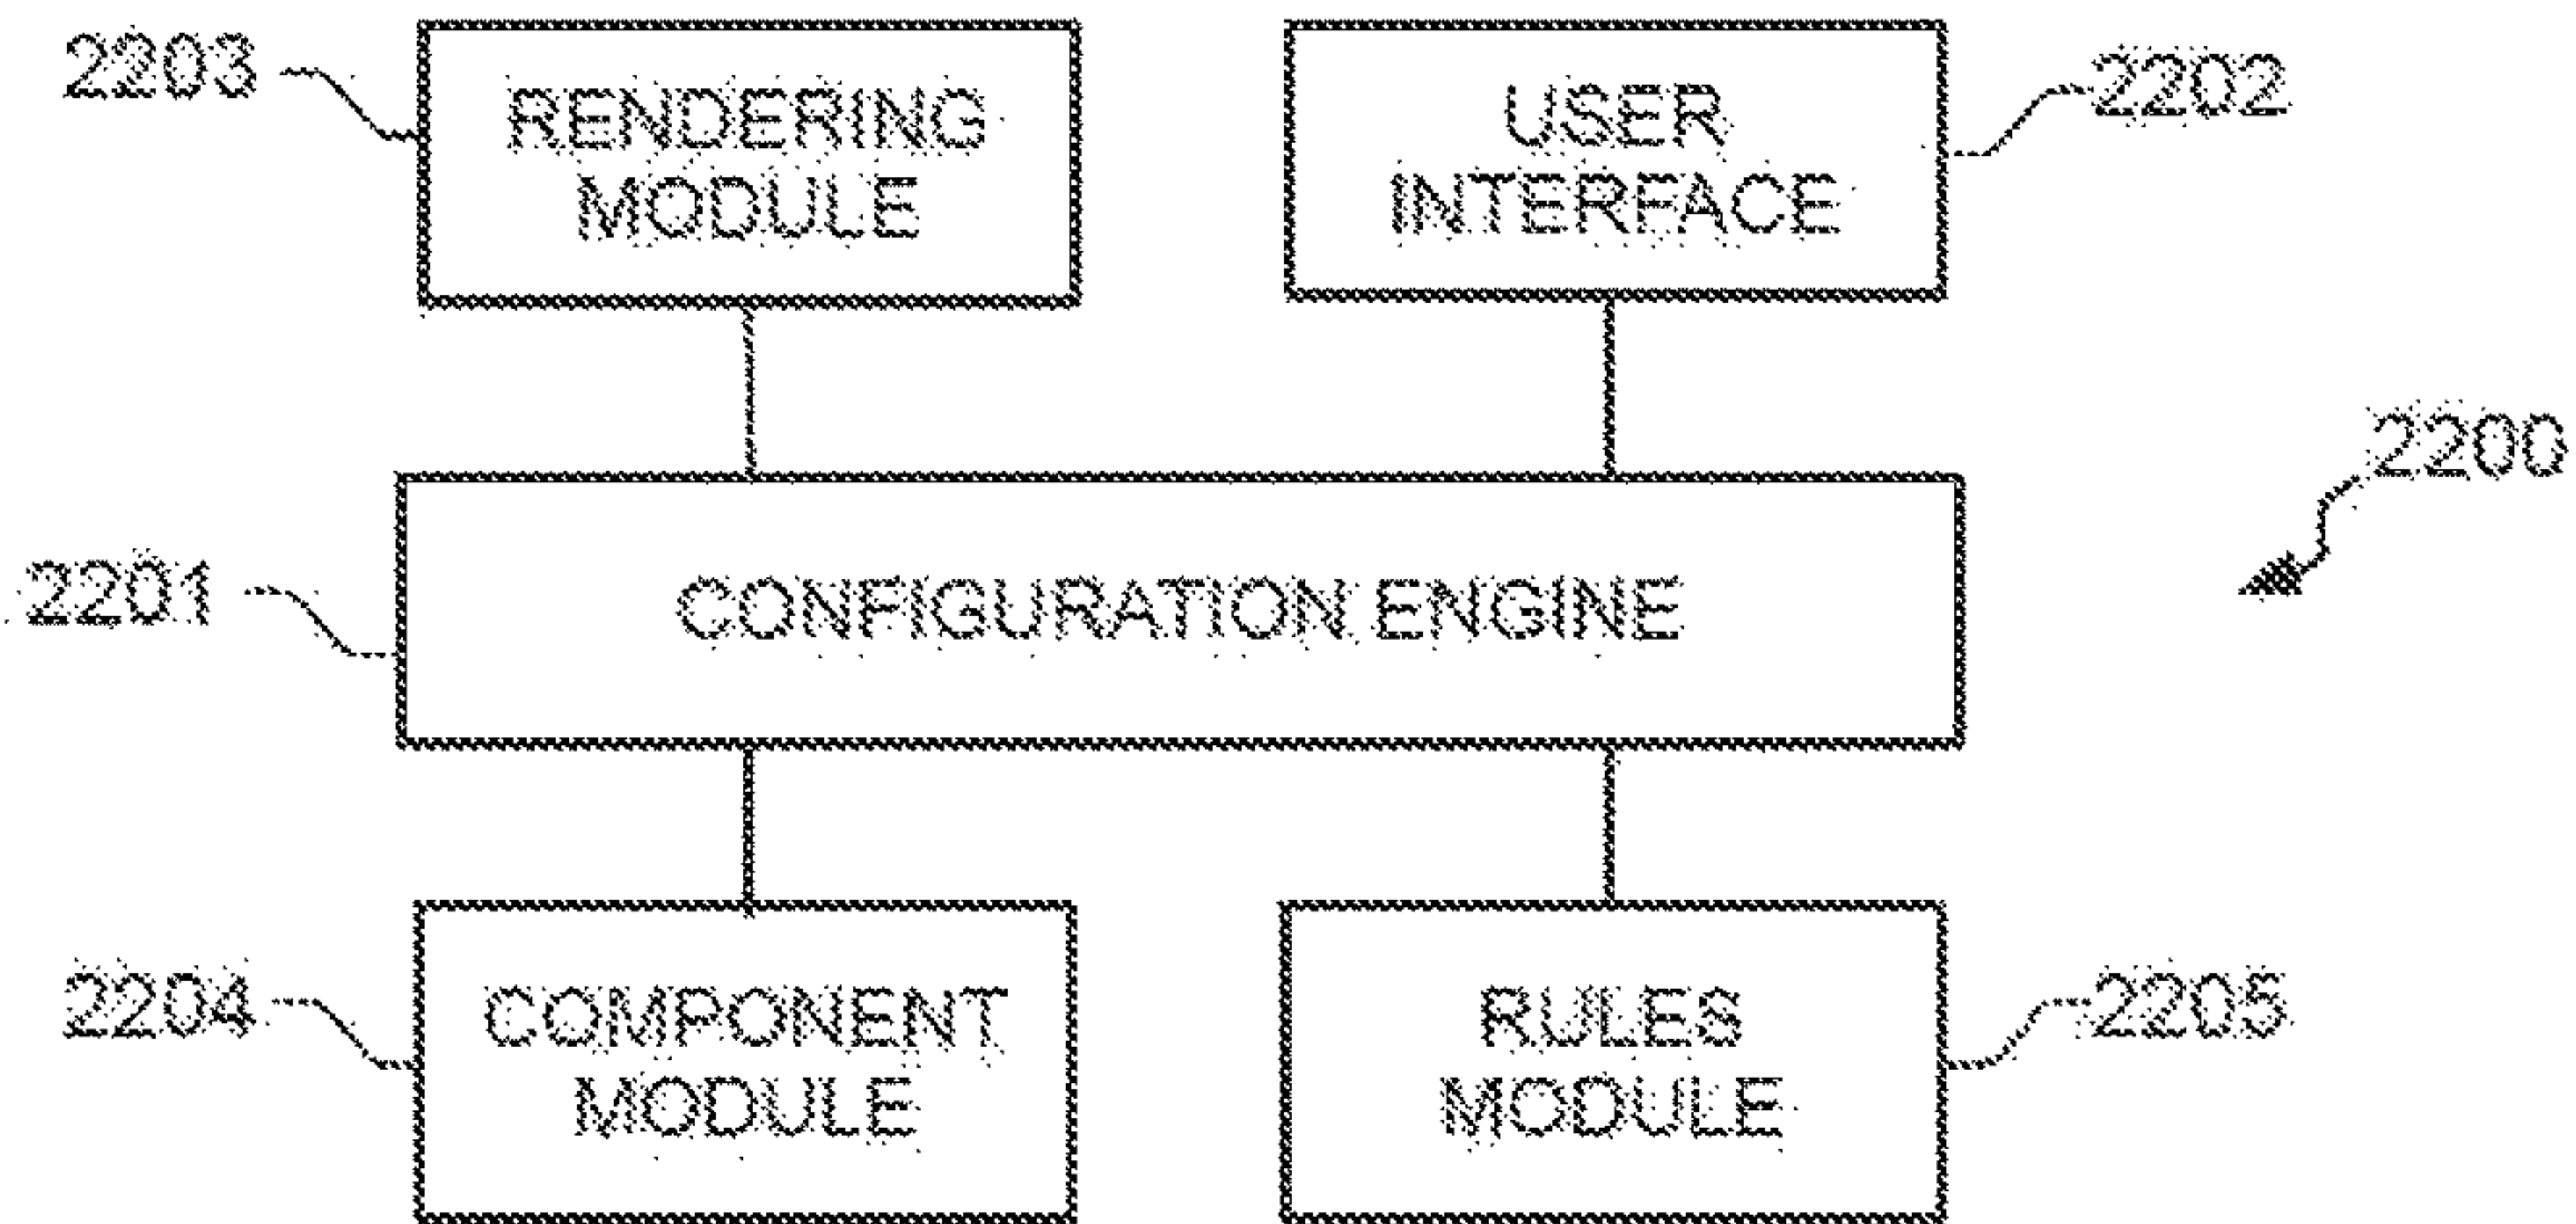 2203
RENDERING
MODULE
USER
INTERFACE
2202
2200
2201
CONFIGURATION ENGINE
2204
COMPONENT
MODULE
RULES
MODULE
2205